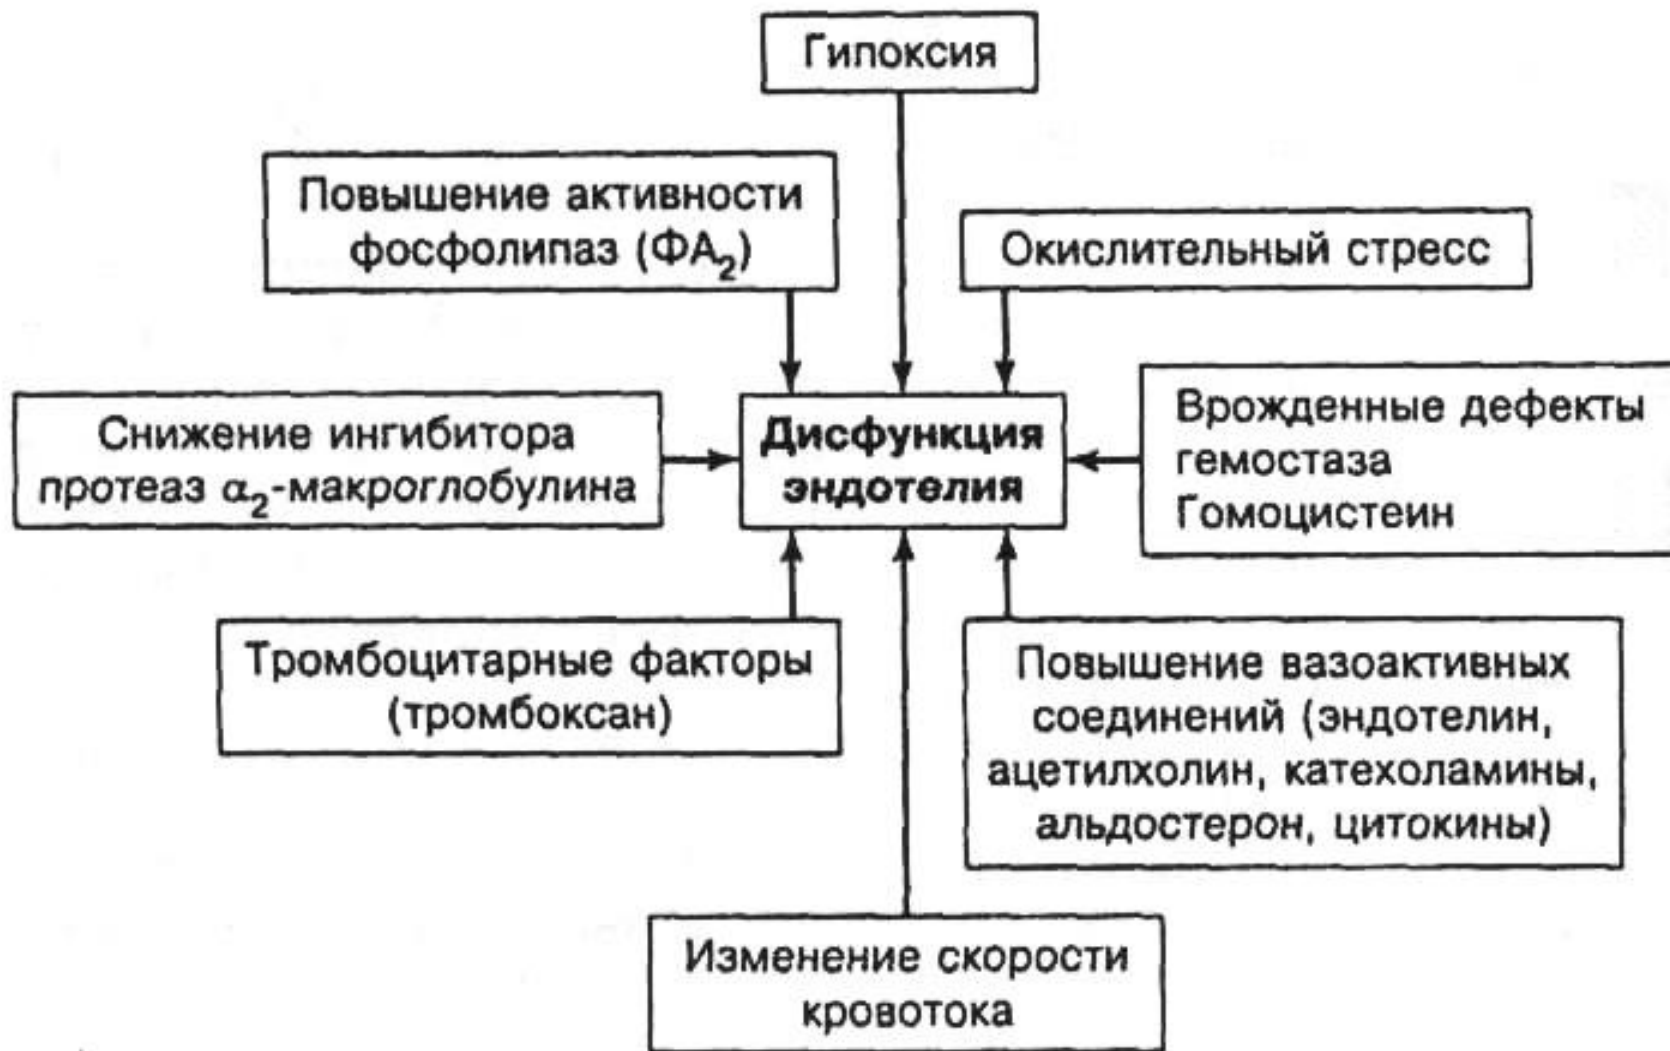 Гипоксия
Повышение активности
фосфолипаз (ФА₂)
Окислительный стресс
Снижение ингибитора
протеаз α₂-макроглобулина
Дисфункция
эндотелия
Врожденные дефекты
гемостаза
Гомоцистеин
Тромбоцитарные факторы
(тромбоксан)
Повышение вазоактивных
соединений (эндотелин,
ацетилхолин, катехоламины,
альдостерон, цитокины)
Изменение скорости
кровотока